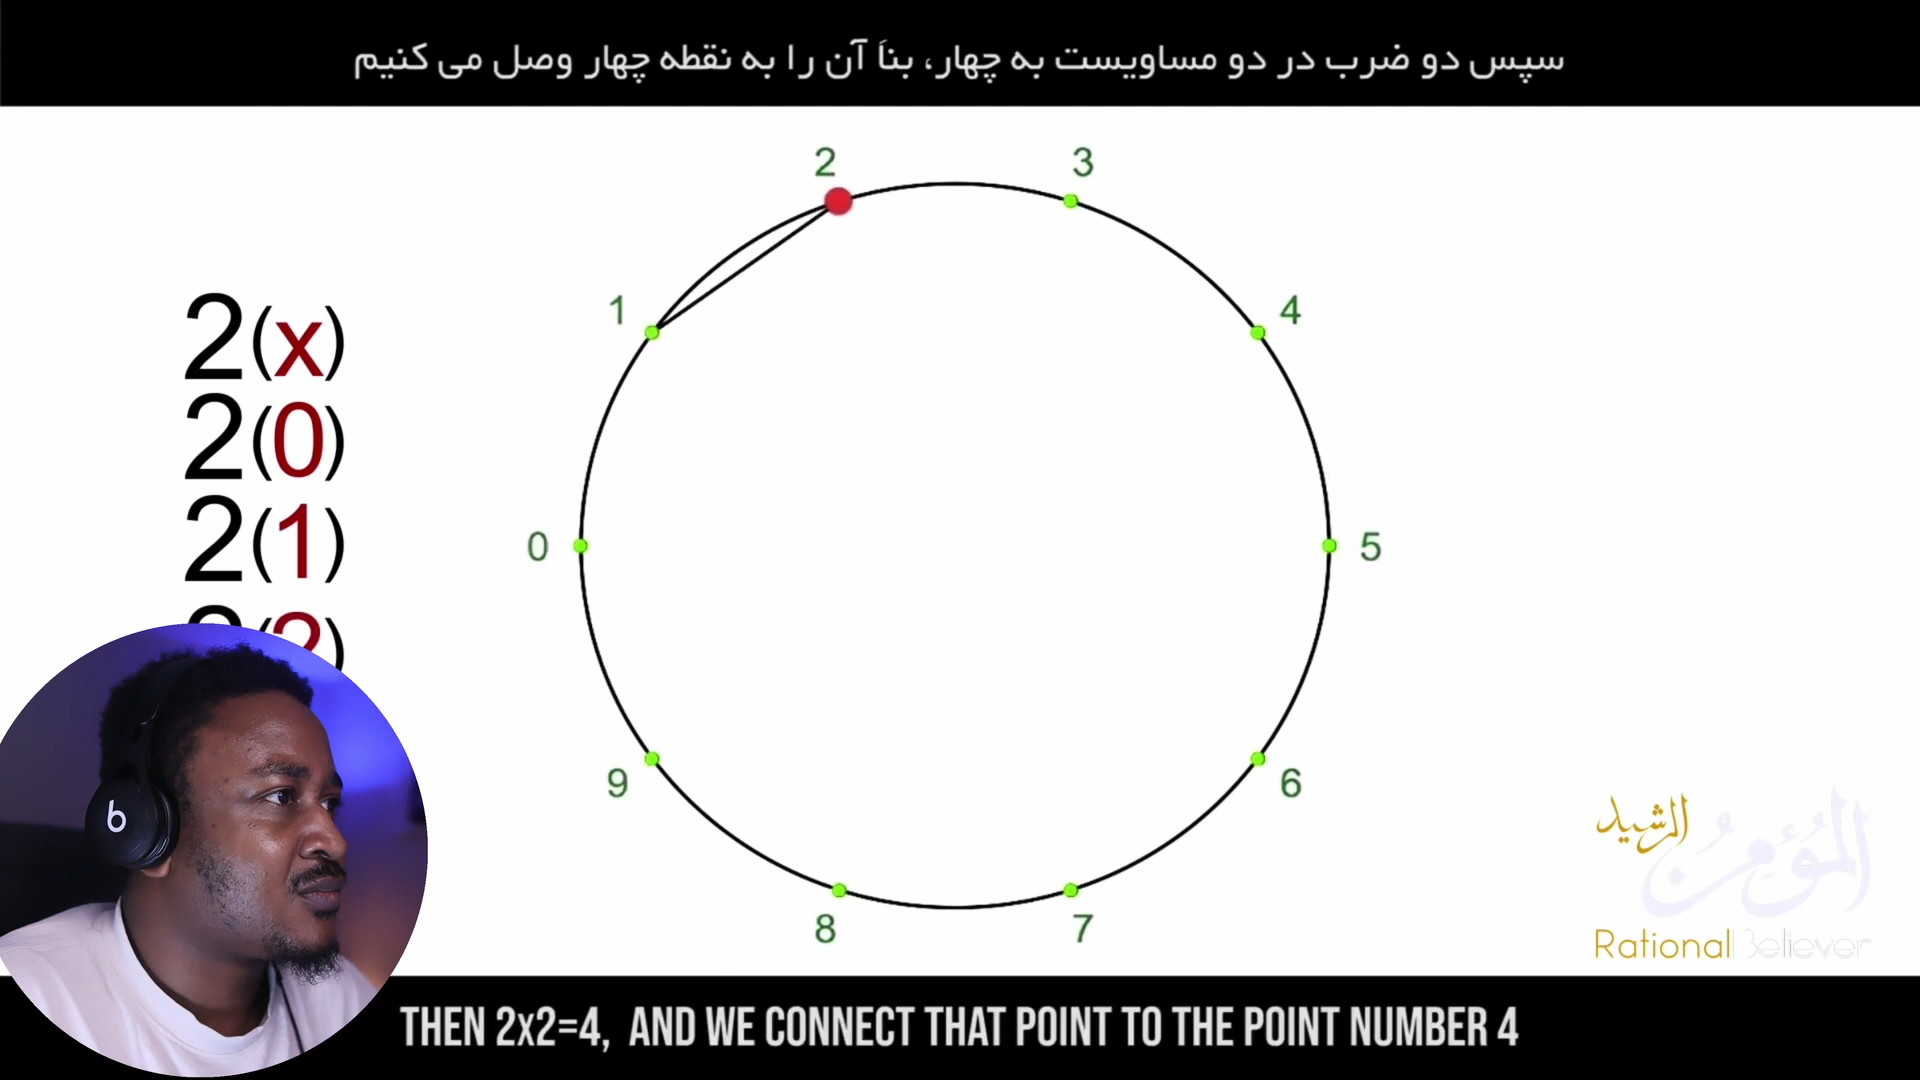 سپس دو ضرب در دو مساویست به چهار، بناَ آن را به نقطه چهار وصل می کنیم
2 3
1 4
2(x)
2(0)
2(1)
0 5
9 6
8 7
b
المؤمن الرشيد
Rational Believer
THEN 2x2=4, AND WE CONNECT THAT POINT TO THE POINT NUMBER 4